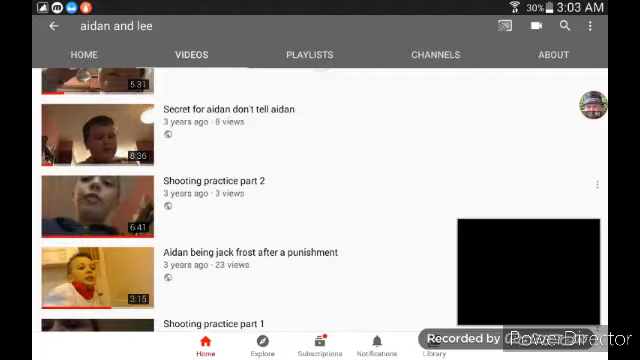 30% 3:03 AM
aidan and lee
HOME VIDEOS PLAYLISTS CHANNELS ABOUT
5:31
Secret for aidan don't tell aidan
3 years ago · 8 views
8:36
Shooting practice part 2
3 years ago · 3 views
6:41
Aidan being jack frost after a punishment
3 years ago · 23 views
3:15
Shooting practice part 1
Home Explore Subscriptions Notifications Library
Recorded by
PowerDirector